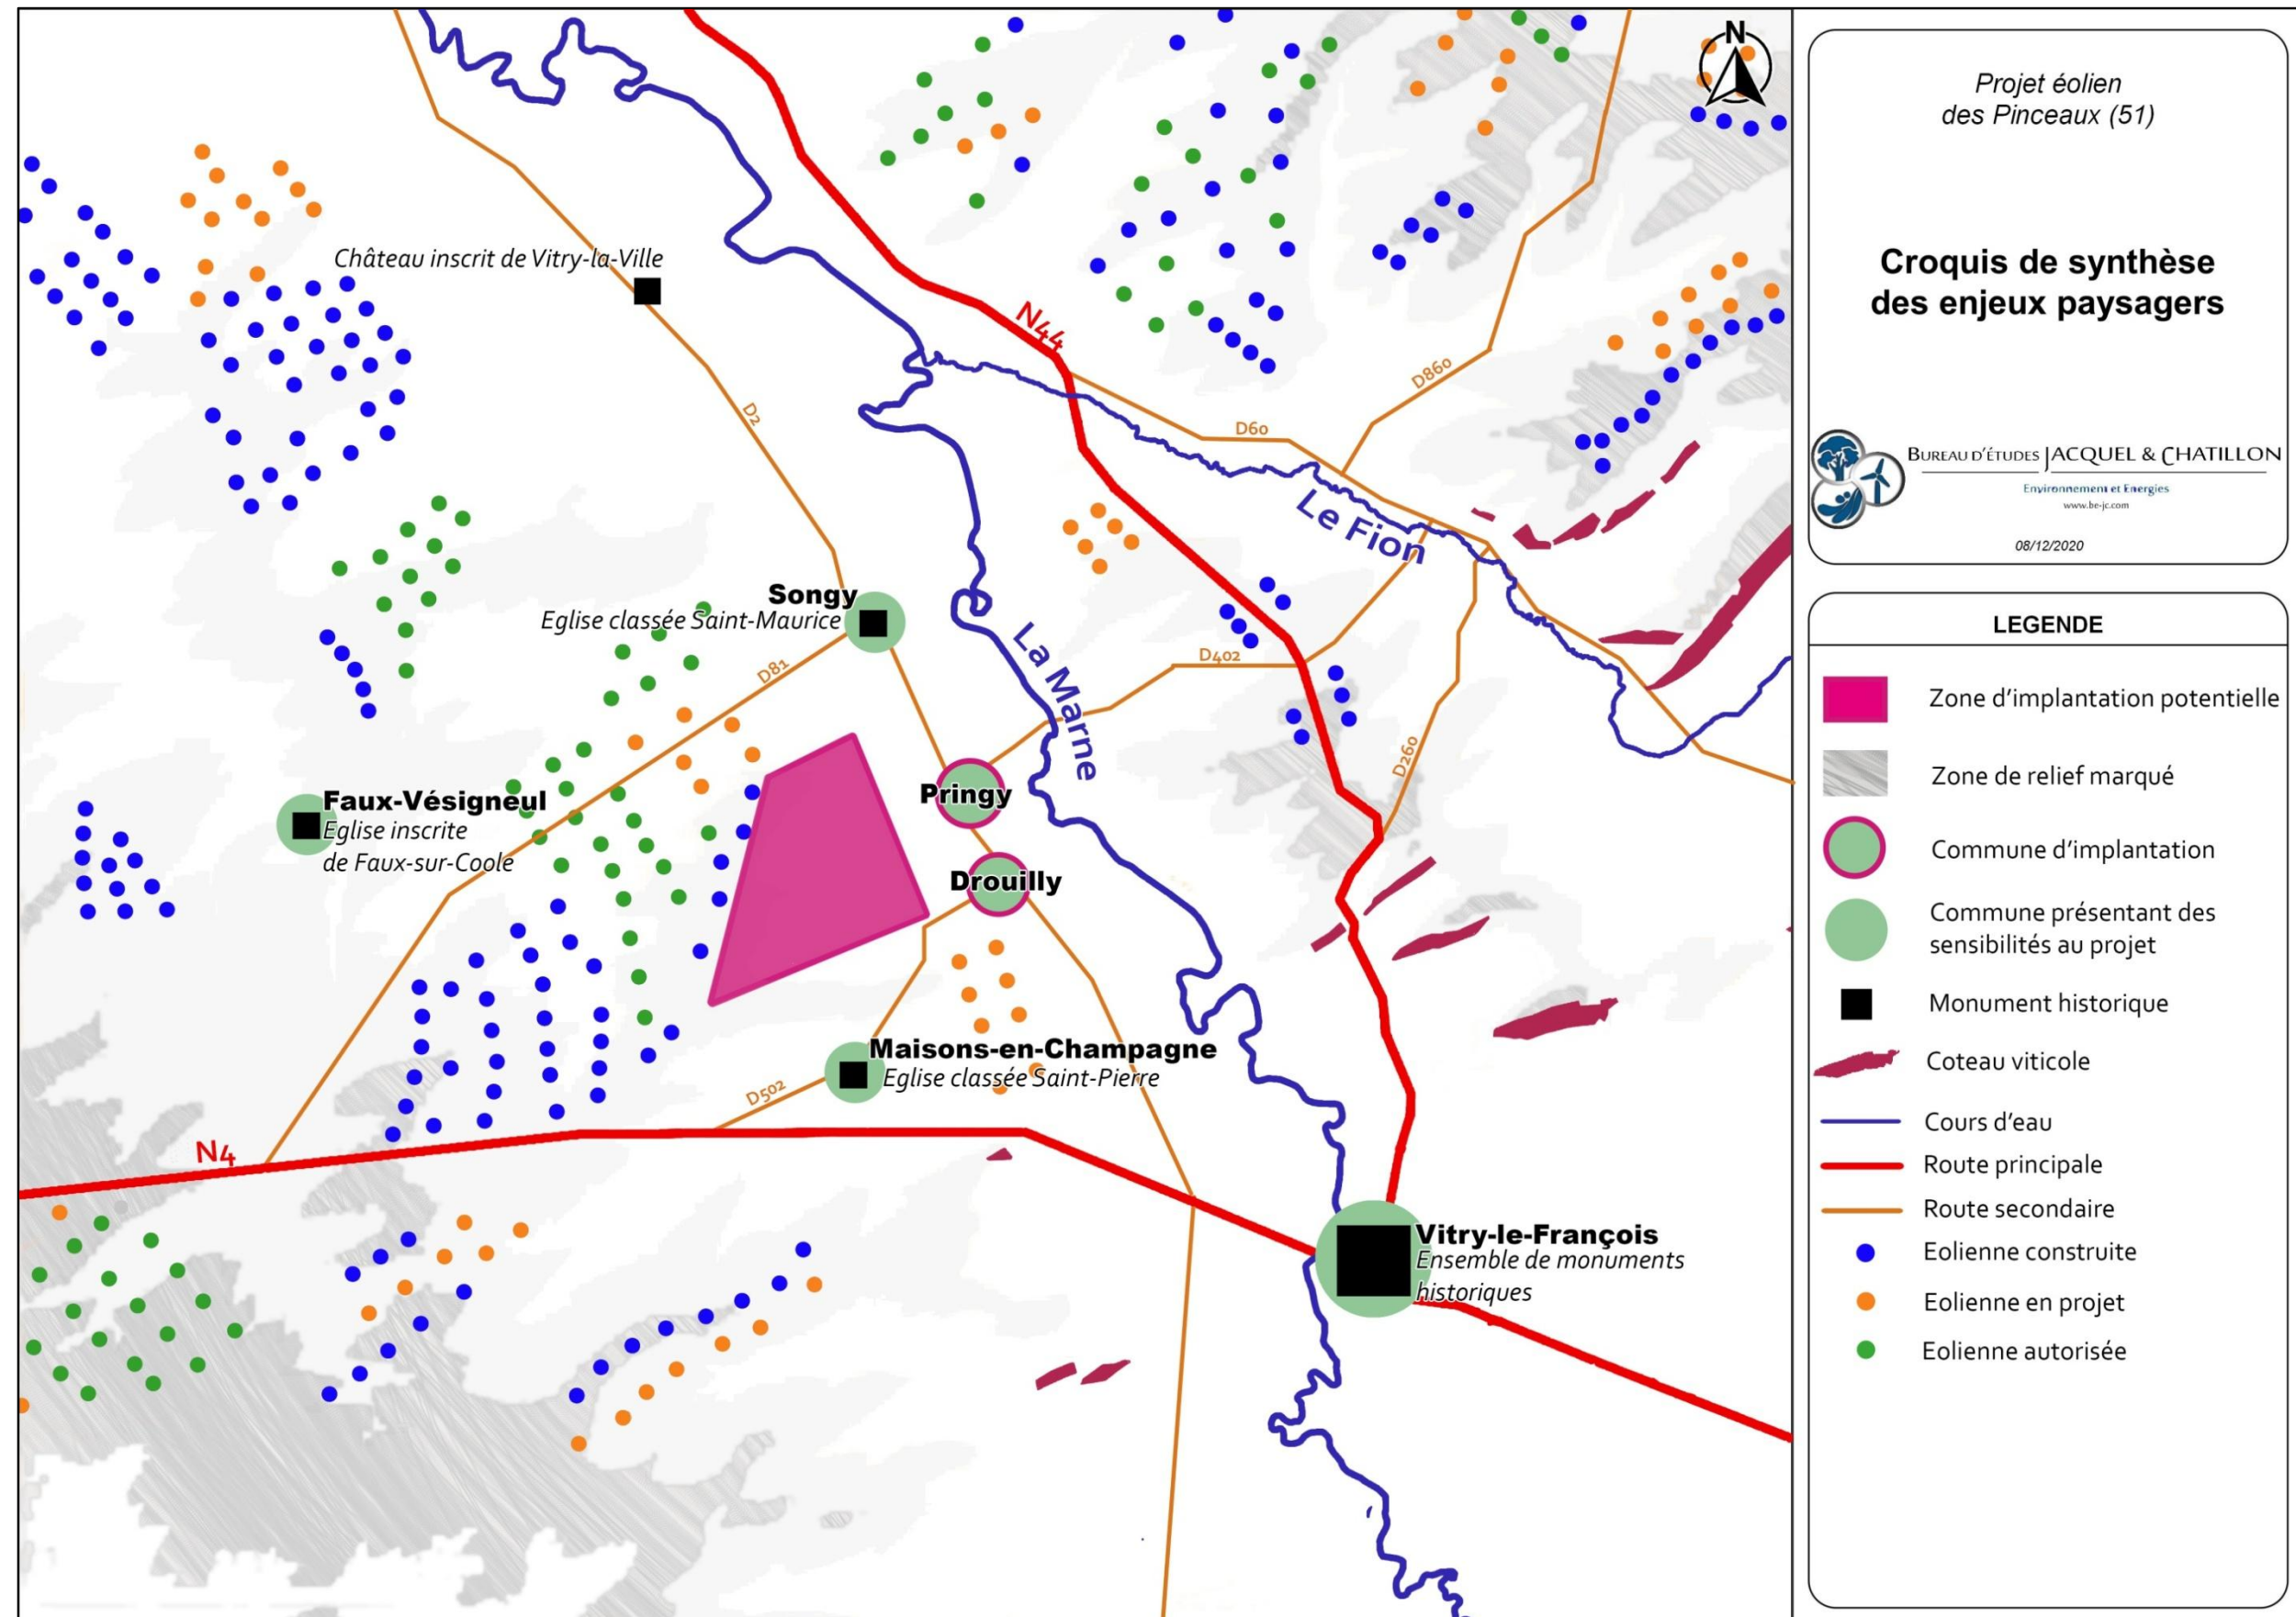 N
Château inscrit de Vitry-la-Ville
N44
D2
D60
D860
Le Fion
Songy
Eglise classée Saint-Maurice
D81
La Marne
D402
D260
Pringy
Faux-Vésigneul
Eglise inscrite
de Faux-sur-Coole
Drouilly
Maisons-en-Champagne
Eglise classée Saint-Pierre
D502
N4
Vitry-le-François
Ensemble de monuments
historiques
Projet éolien
des Pinceaux (51)
Croquis de synthèse
des enjeux paysagers
BUREAU D'ÉTUDES JACQUEL & CHATILLON
Environnement et Energies
www.be-jc.com
08/12/2020
LEGENDE
Zone d'implantation potentielle
Zone de relief marqué
Commune d'implantation
Commune présentant des
sensibilités au projet
Monument historique
Coteau viticole
Cours d'eau
Route principale
Route secondaire
Eolienne construite
Eolienne en projet
Eolienne autorisée